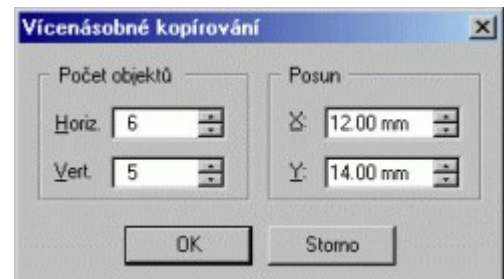 Vícenásobné kopírování
Počet objektů
Posun
Horiz. 6
X: 12.00 mm
Vert. 5
Y: 14.00 mm
OK
Storno